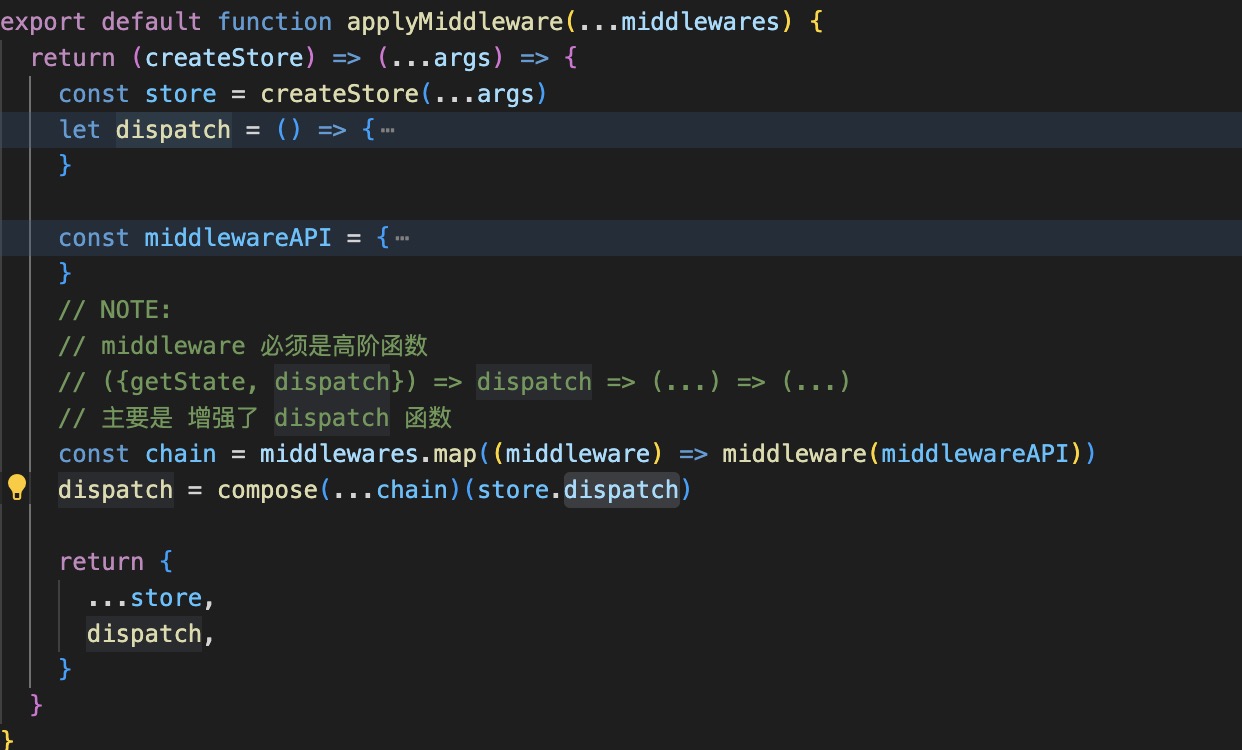 export default function applyMiddleware(...middlewares) {
return (createStore) => (...args) => {
const store = createStore(...args)
let dispatch = () => {⋯
}
const middlewareAPI = {⋯
}
// NOTE:
// middleware 必须是高阶函数
// ({getState, dispatch}) => dispatch => (...) => (...)
// 主要是 增强了 dispatch 函数
const chain = middlewares.map((middleware) => middleware(middlewareAPI))
dispatch = compose(...chain)(store.dispatch)
return {
...store,
dispatch,
}
}
}